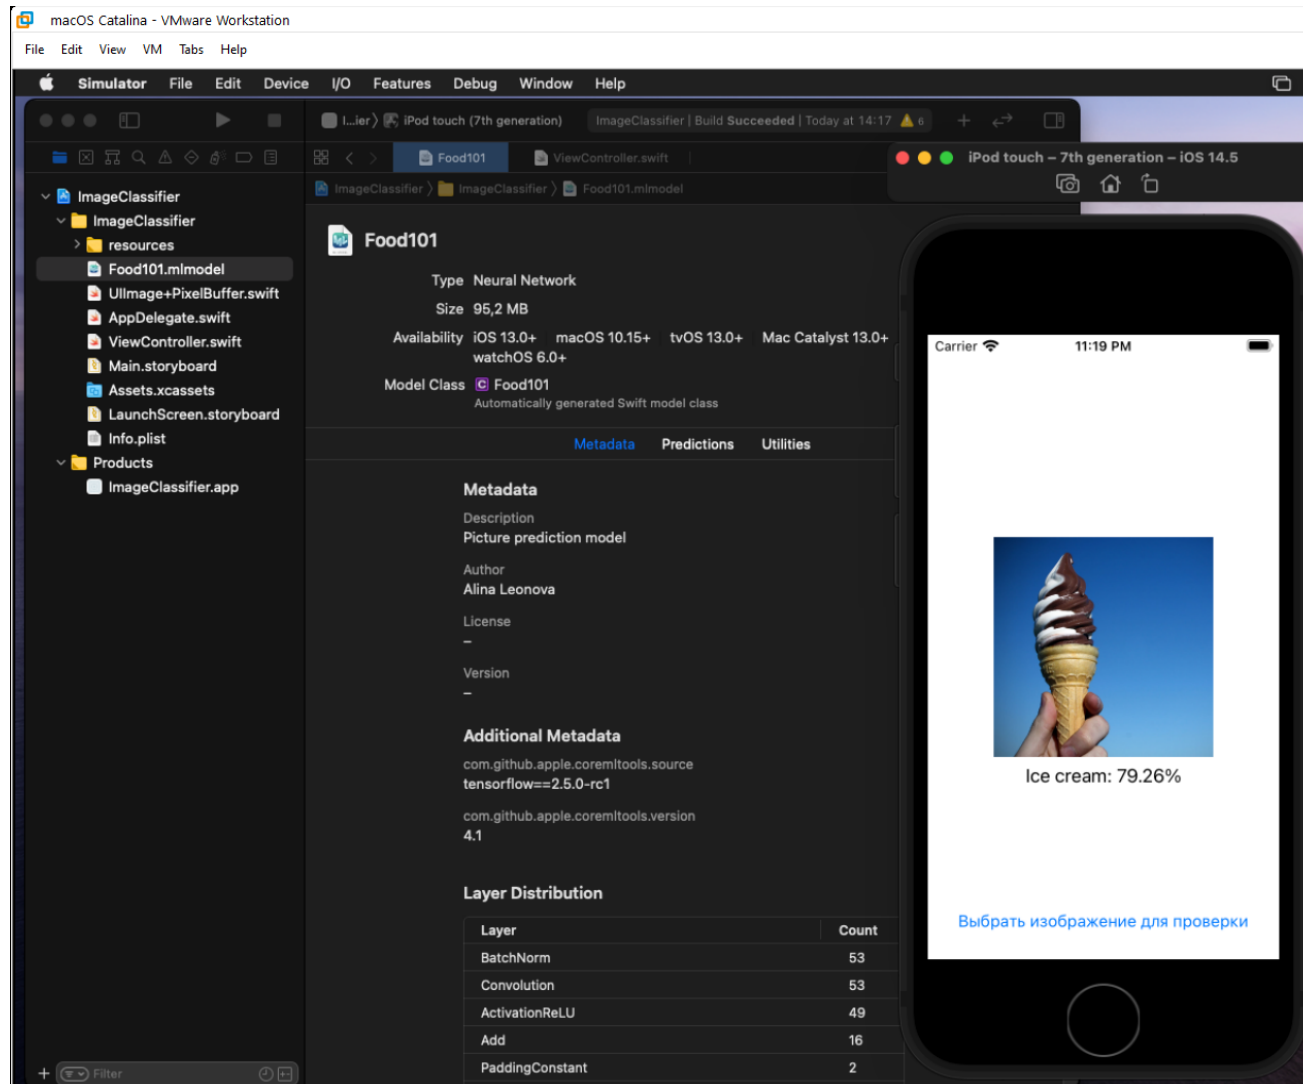 macOS Catalina - VMware Workstation
File Edit View VM Tabs Help
Simulator File Edit Device I/O Features Debug Window Help
I...ier〉 iPod touch (7th generation) ImageClassifier | Build Succeeded | Today at 14:17 6
Food101 ViewController.swift
iPod touch – 7th generation – iOS 14.5
ImageClassifier 〉 ImageClassifier 〉 Food101.mlmodel
ImageClassifier
ImageClassifier
resources
Food101.mlmodel
UIImage+PixelBuffer.swift
AppDelegate.swift
ViewController.swift
Main.storyboard
Assets.xcassets
LaunchScreen.storyboard
Info.plist
Products
ImageClassifier.app
Filter
Food101
Type Neural Network
Size 95,2 MB
Availability iOS 13.0+ macOS 10.15+ tvOS 13.0+ Mac Catalyst 13.0+
watchOS 6.0+
Model Class C Food101
Automatically generated Swift model class
Metadata Predictions Utilities
Metadata
Description
Picture prediction model
Author
Alina Leonova
License
–
Version
–
Additional Metadata
com.github.apple.coremltools.source
tensorflow==2.5.0-rc1
com.github.apple.coremltools.version
4.1
Layer Distribution
Layer Count
BatchNorm 53
Convolution 53
ActivationReLU 49
Add 16
PaddingConstant 2
Carrier 11:19 PM
Ice cream: 79.26%
Выбрать изображение для проверки